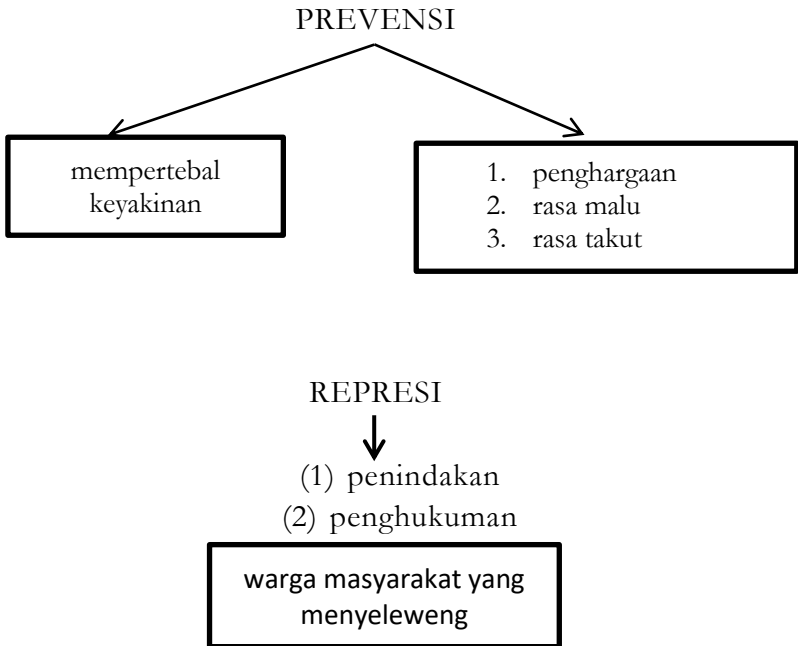 PREVENSI
mempertebal
keyakinan
1. penghargaan
2. rasa malu
3. rasa takut
REPRESI
(1) penindakan
(2) penghukuman
warga masyarakat yang
menyeleweng